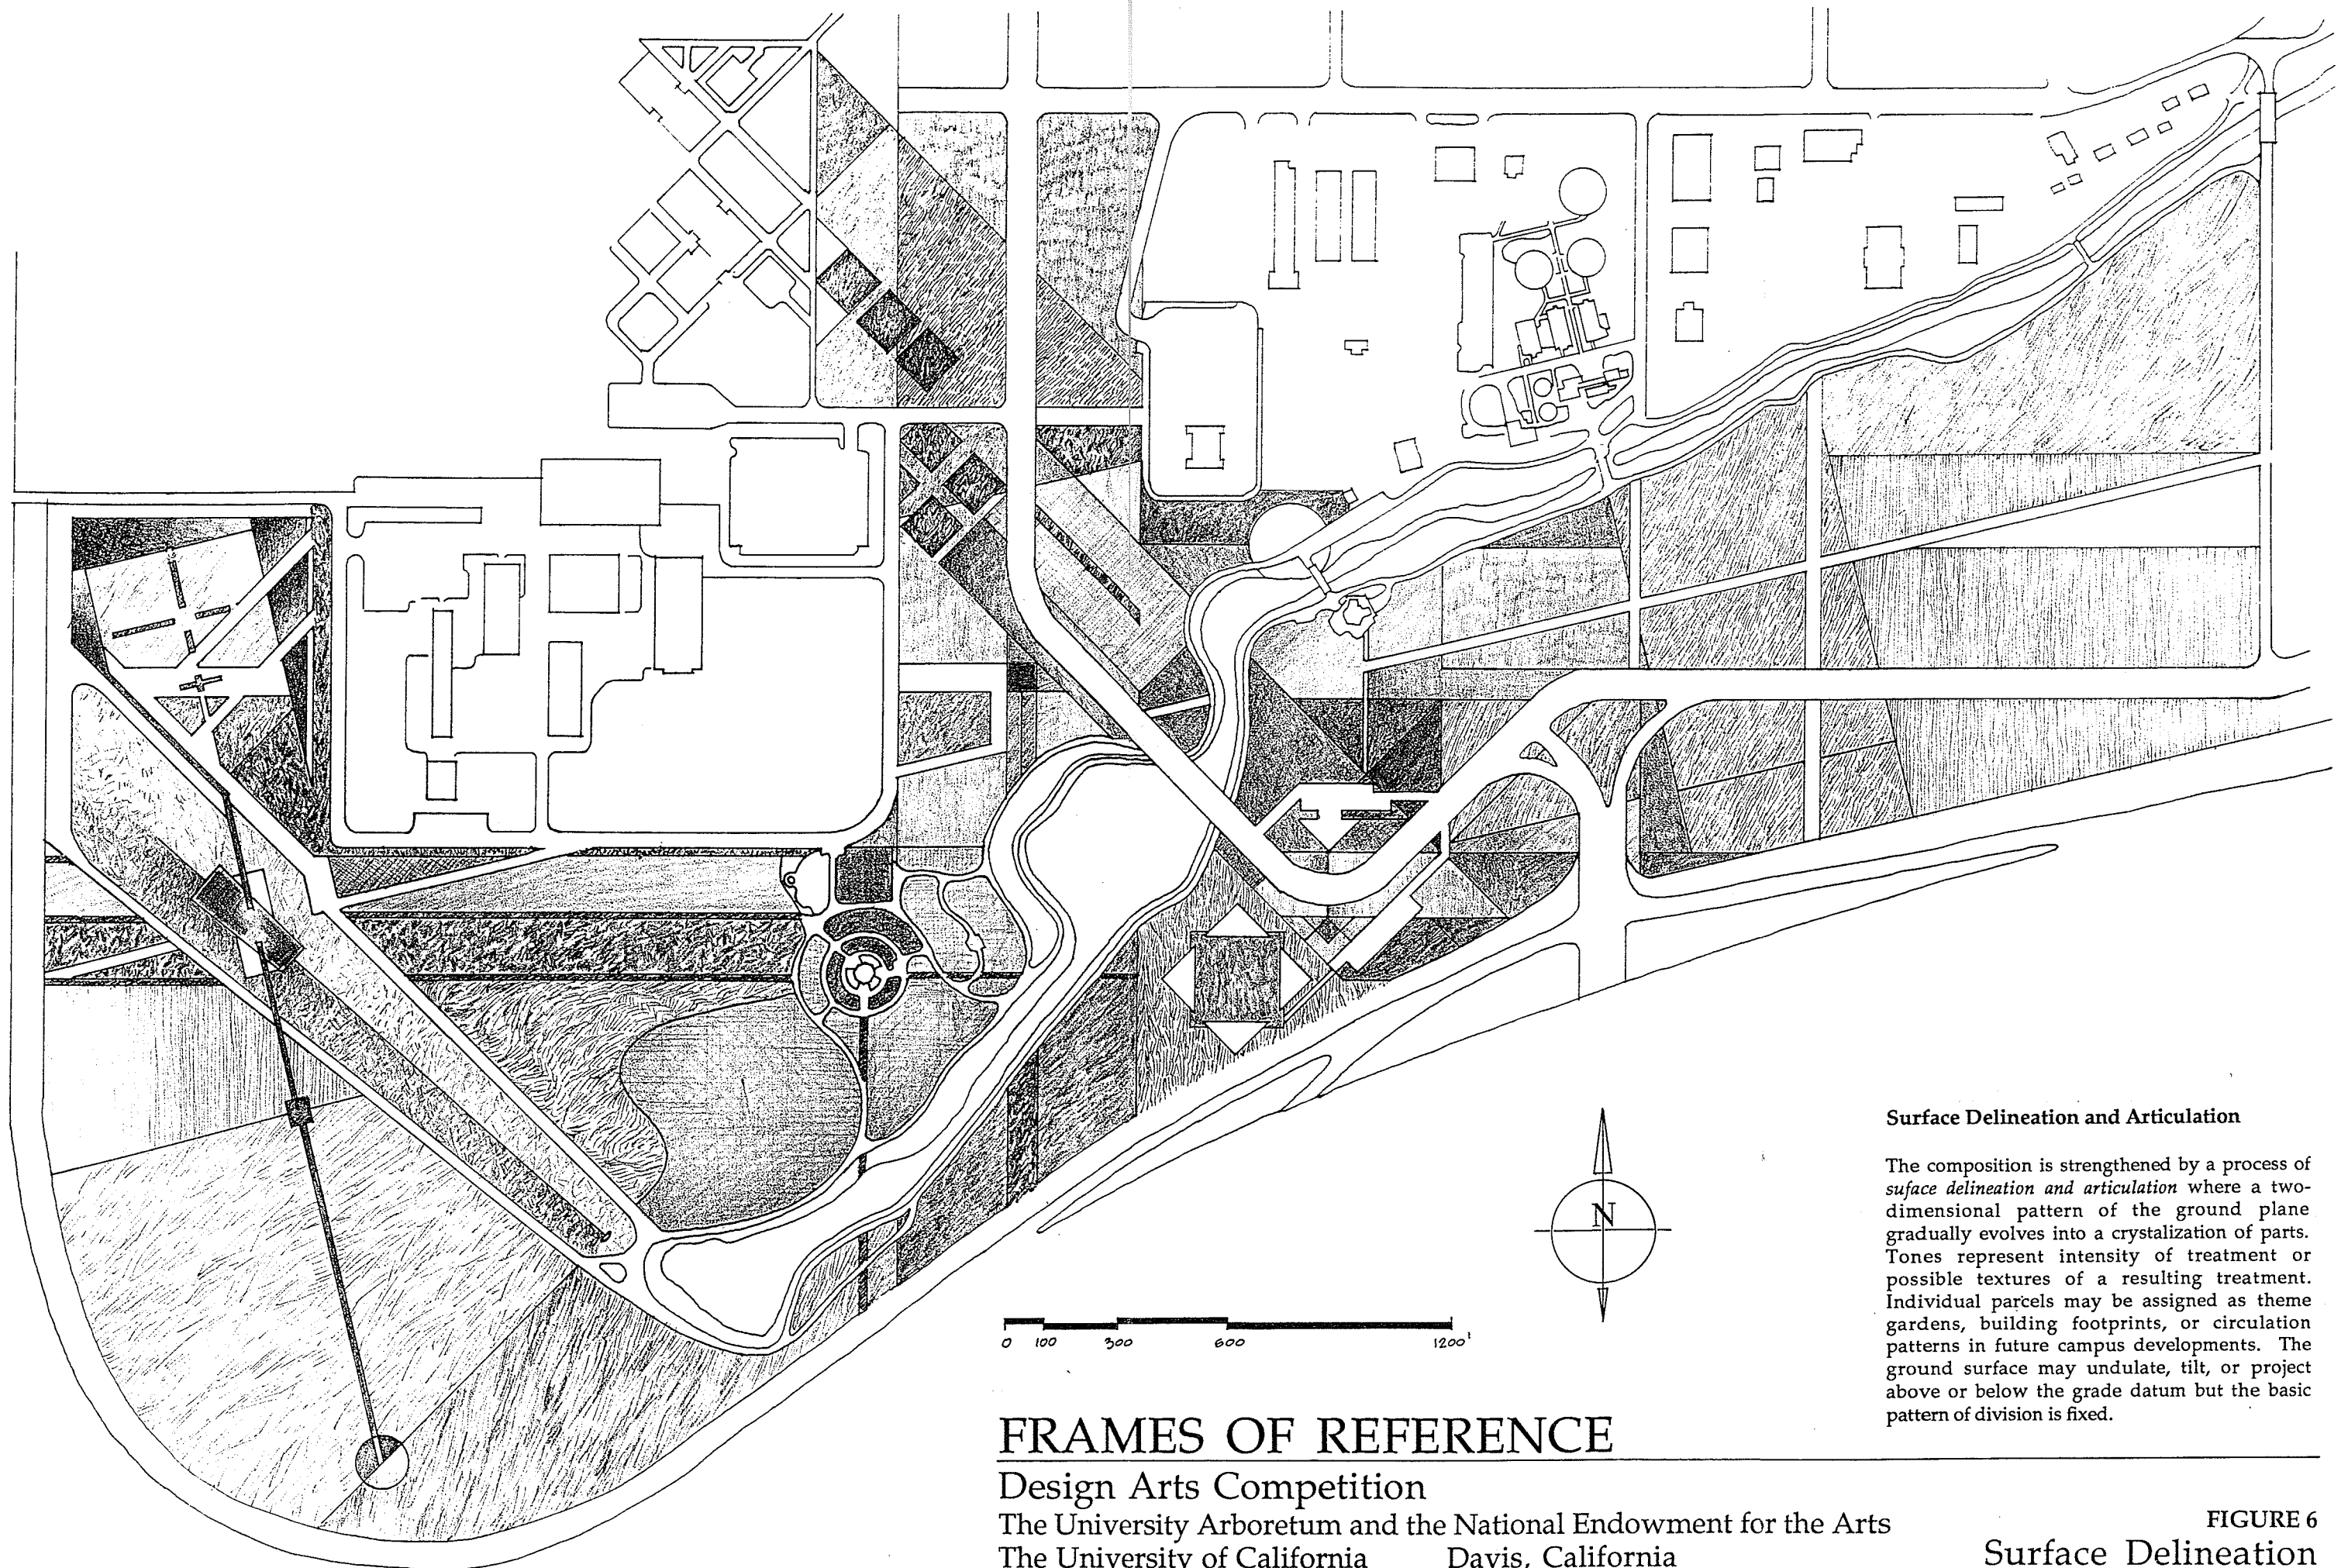 Surface Delineation and Articulation
The composition is strengthened by a process of
suface delineation and articulation where a two-
dimensional pattern of the ground plane
gradually evolves into a crystalization of parts.
Tones represent intensity of treatment or
possible textures of a resulting treatment.
Individual parcels may be assigned as theme
gardens, building footprints, or circulation
patterns in future campus developments. The
ground surface may undulate, tilt, or project
above or below the grade datum but the basic
pattern of division is fixed.
N
0 100 300 600 1200'
FRAMES OF REFERENCE
Design Arts Competition
The University Arboretum and the National Endowment for the Arts
The University of California Davis, California
FIGURE 6
Surface Delineation